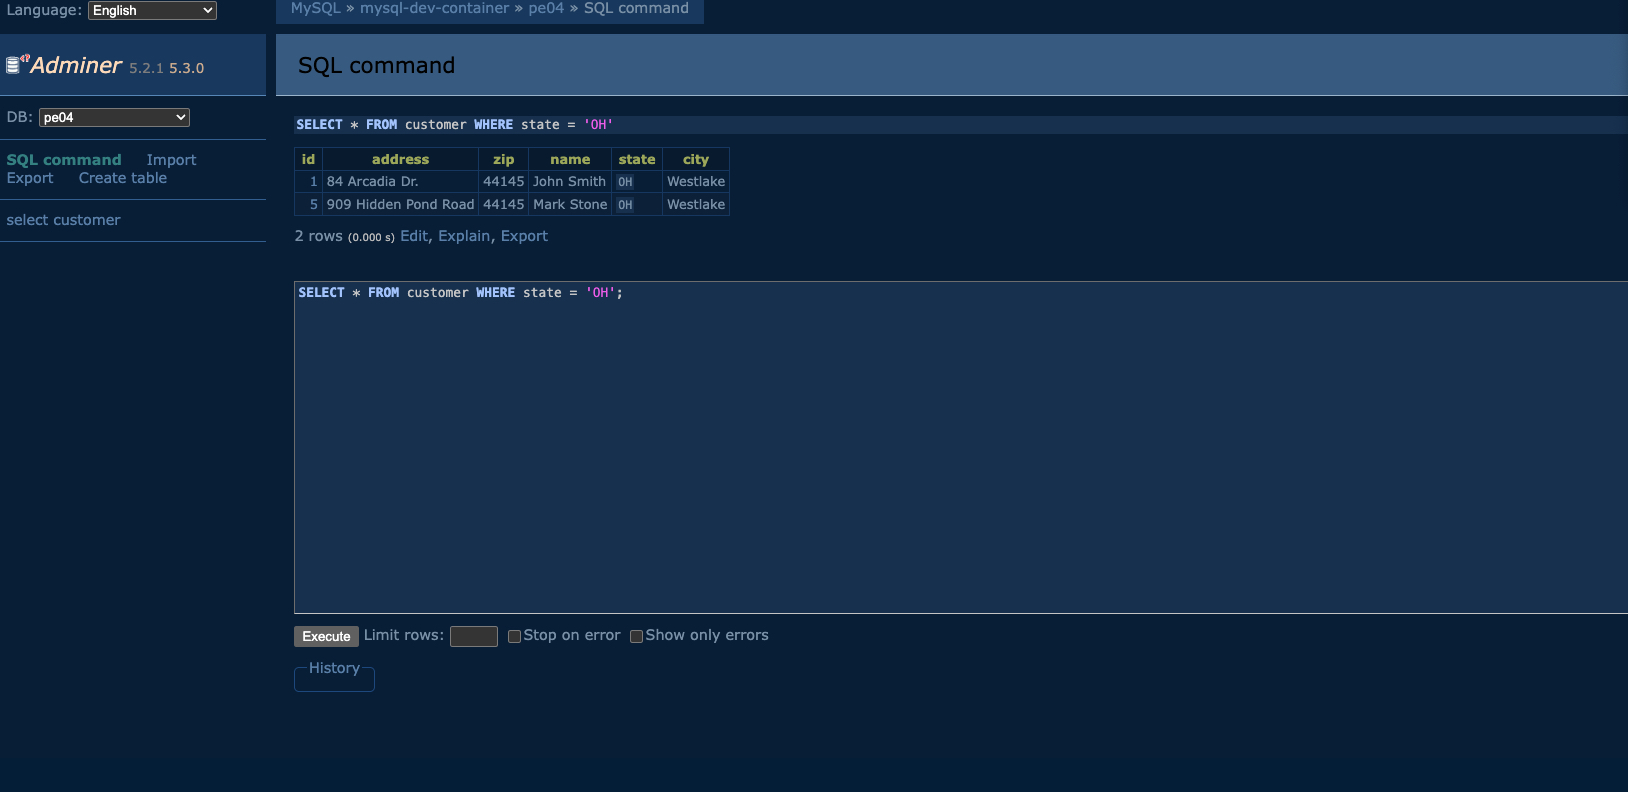 Language: English
MySQL » mysql-dev-container » pe04 » SQL command
Adminer 5.2.1 5.3.0
SQL command
DB: pe04
SQL command Import
Export Create table
select customer
SELECT * FROM customer WHERE state = 'OH'
id address zip name state city
1 84 Arcadia Dr. 44145 John Smith OH Westlake
5 909 Hidden Pond Road 44145 Mark Stone OH Westlake
2 rows (0.000 s) Edit, Explain, Export
SELECT * FROM customer WHERE state = 'OH';
Execute Limit rows: Stop on error Show only errors
History